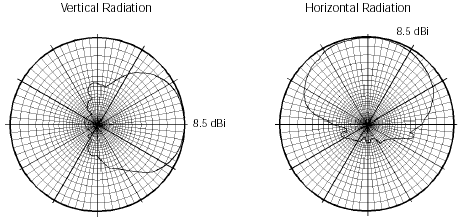 Vertical Radiation
Horizontal Radiation
8.5 dBi
8.5 dBi